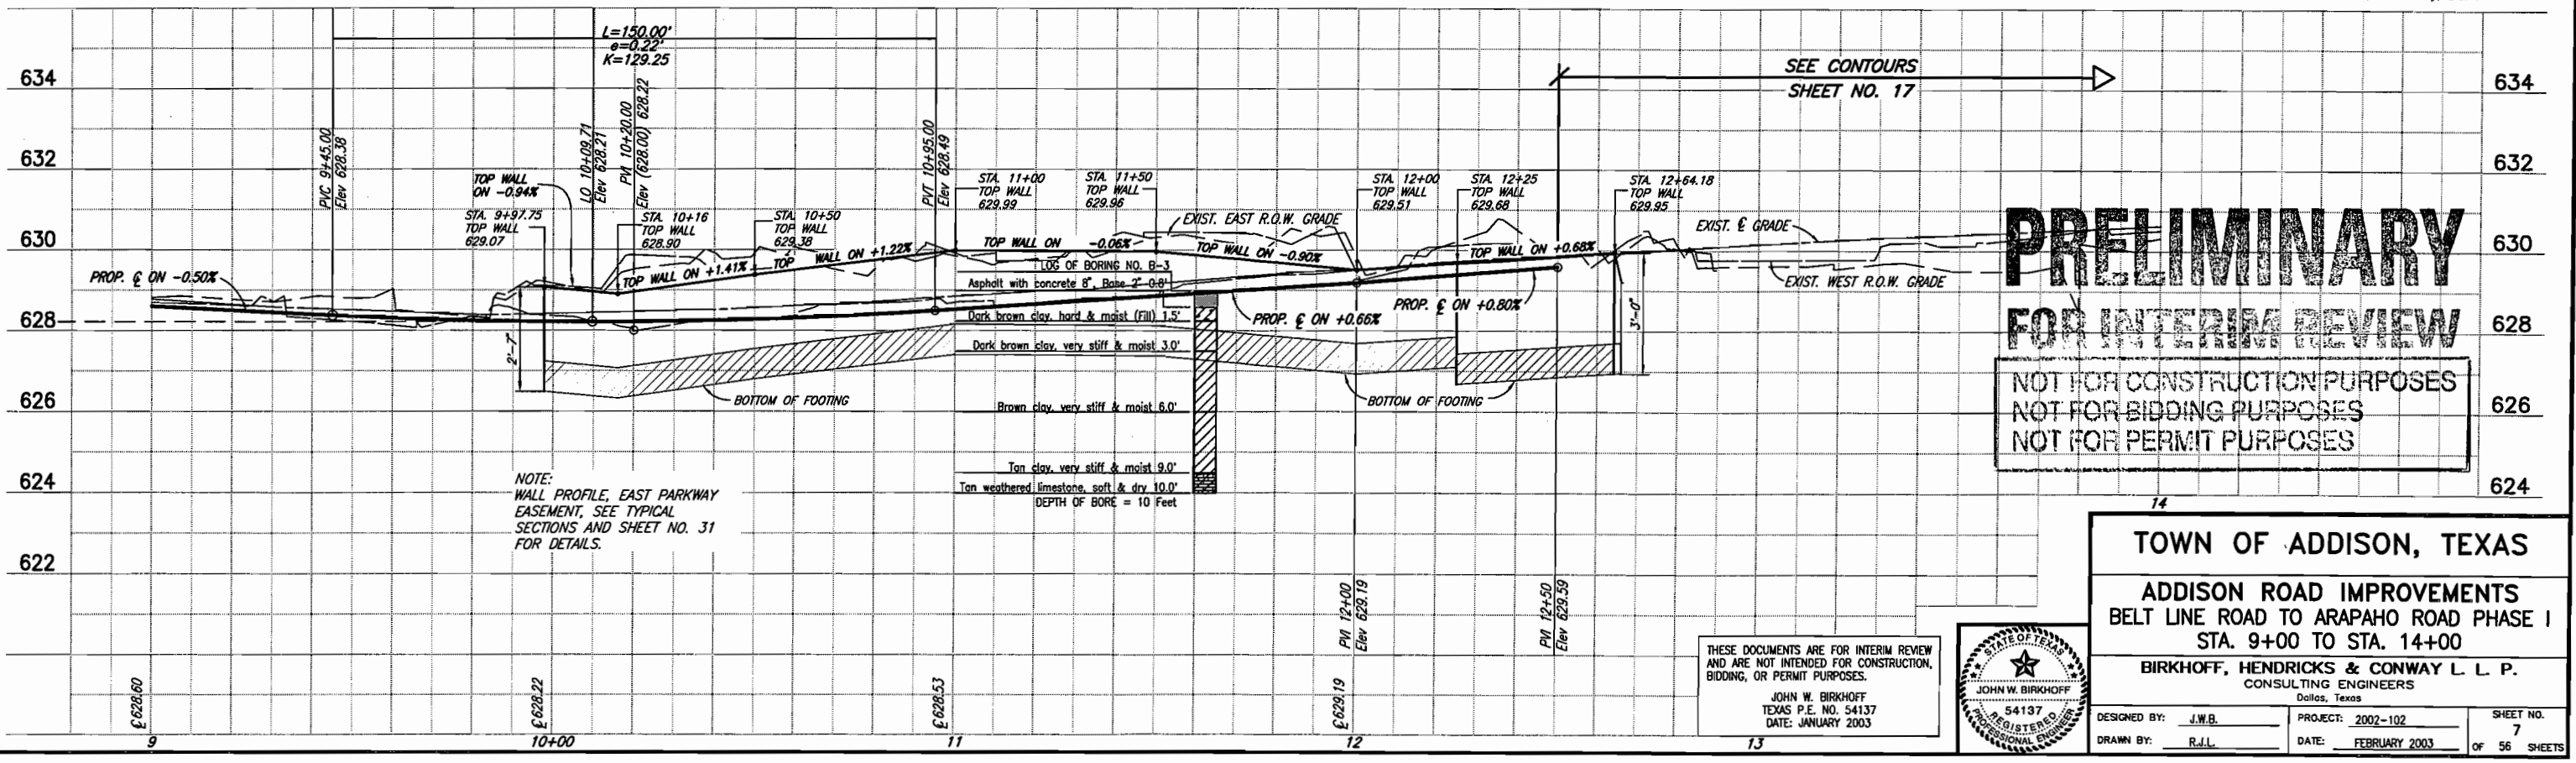 L=150.00'
e=0.22'
K=129.25
634
632
630
628
626
624
622
634
632
630
628
626
624
PVC 9+45.00
Elev 628.38
LO 10+09.71
Elev 628.21
PVI 10+20.00
Elev (628.00) 628.22
PVT 10+95.00
Elev 628.49
SEE CONTOURS
SHEET NO. 17
TOP WALL
ON -0.94%
STA. 9+97.75
TOP WALL
629.07
STA. 10+16
TOP WALL
628.90
STA. 10+50
TOP WALL
629.38
STA. 11+00
TOP WALL
629.99
STA. 11+50
TOP WALL
629.96
STA. 12+00
TOP WALL
629.51
STA. 12+25
TOP WALL
629.68
STA. 12+64.18
TOP WALL
629.95
PROP. ℄ ON -0.50%
TOP WALL ON +1.41%
TOP WALL ON +1.22%
TOP WALL ON -0.06%
EXIST. EAST R.O.W. GRADE
TOP WALL ON -0.90%
TOP WALL ON +0.68%
EXIST. ℄ GRADE
EXIST. WEST R.O.W. GRADE
PROP. ℄ ON +0.66%
PROP. ℄ ON +0.80%
LOG OF BORING NO. B-3
Asphalt with concrete 8", Base 2" 0.8'
Dark brown clay, hard & moist (Fill) 1.5'
Dark brown clay, very stiff & moist 3.0'
Brown clay, very stiff & moist 6.0'
Tan clay, very stiff & moist 9.0'
Tan weathered limestone, soft & dry 10.0'
DEPTH OF BORE = 10 Feet
2'-7"
3'-0"
BOTTOM OF FOOTING
BOTTOM OF FOOTING
NOTE:
WALL PROFILE, EAST PARKWAY
EASEMENT, SEE TYPICAL
SECTIONS AND SHEET NO. 31
FOR DETAILS.
PVI 12+00
Elev 629.19
PVI 12+50
Elev 629.59
℄ 628.60
℄ 628.22
℄ 628.53
℄ 629.19
9
10+00
11
12
13
14
PRELIMINARY
FOR INTERIM REVIEW
NOT FOR CONSTRUCTION PURPOSES
NOT FOR BIDDING PURPOSES
NOT FOR PERMIT PURPOSES
THESE DOCUMENTS ARE FOR INTERIM REVIEW
AND ARE NOT INTENDED FOR CONSTRUCTION,
BIDDING, OR PERMIT PURPOSES.
JOHN W. BIRKHOFF
TEXAS P.E. NO. 54137
DATE: JANUARY 2003
STATE OF TEXAS
JOHN W. BIRKHOFF
54137
REGISTERED
PROFESSIONAL ENGINEER
TOWN OF ADDISON, TEXAS
ADDISON ROAD IMPROVEMENTS
BELT LINE ROAD TO ARAPAHO ROAD PHASE I
STA. 9+00 TO STA. 14+00
BIRKHOFF, HENDRICKS & CONWAY L. L. P.
CONSULTING ENGINEERS
Dallas, Texas
DESIGNED BY: J.W.B.
DRAWN BY: R.J.L.
PROJECT: 2002-102
DATE: FEBRUARY 2003
SHEET NO.
7
OF 56 SHEETS